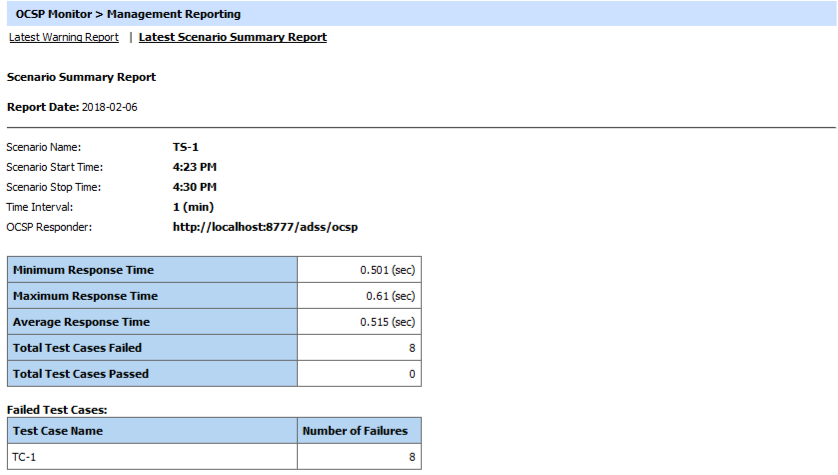 OCSP Monitor > Management Reporting
Latest Warning Report | Latest Scenario Summary Report
Scenario Summary Report
Report Date: 2018-02-06
Scenario Name: TS-1
Scenario Start Time: 4:23 PM
Scenario Stop Time: 4:30 PM
Time Interval: 1 (min)
OCSP Responder: http://localhost:8777/adss/ocsp
Minimum Response Time 0.501 (sec)
Maximum Response Time 0.61 (sec)
Average Response Time 0.515 (sec)
Total Test Cases Failed 8
Total Test Cases Passed 0
Failed Test Cases:
Test Case Name Number of Failures
TC-1 8